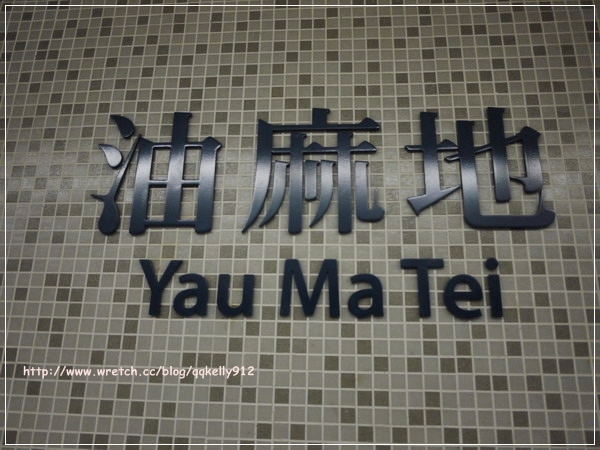 油麻地
Yau Ma Tei
http://www.wretch.cc/blog/qqkelly912